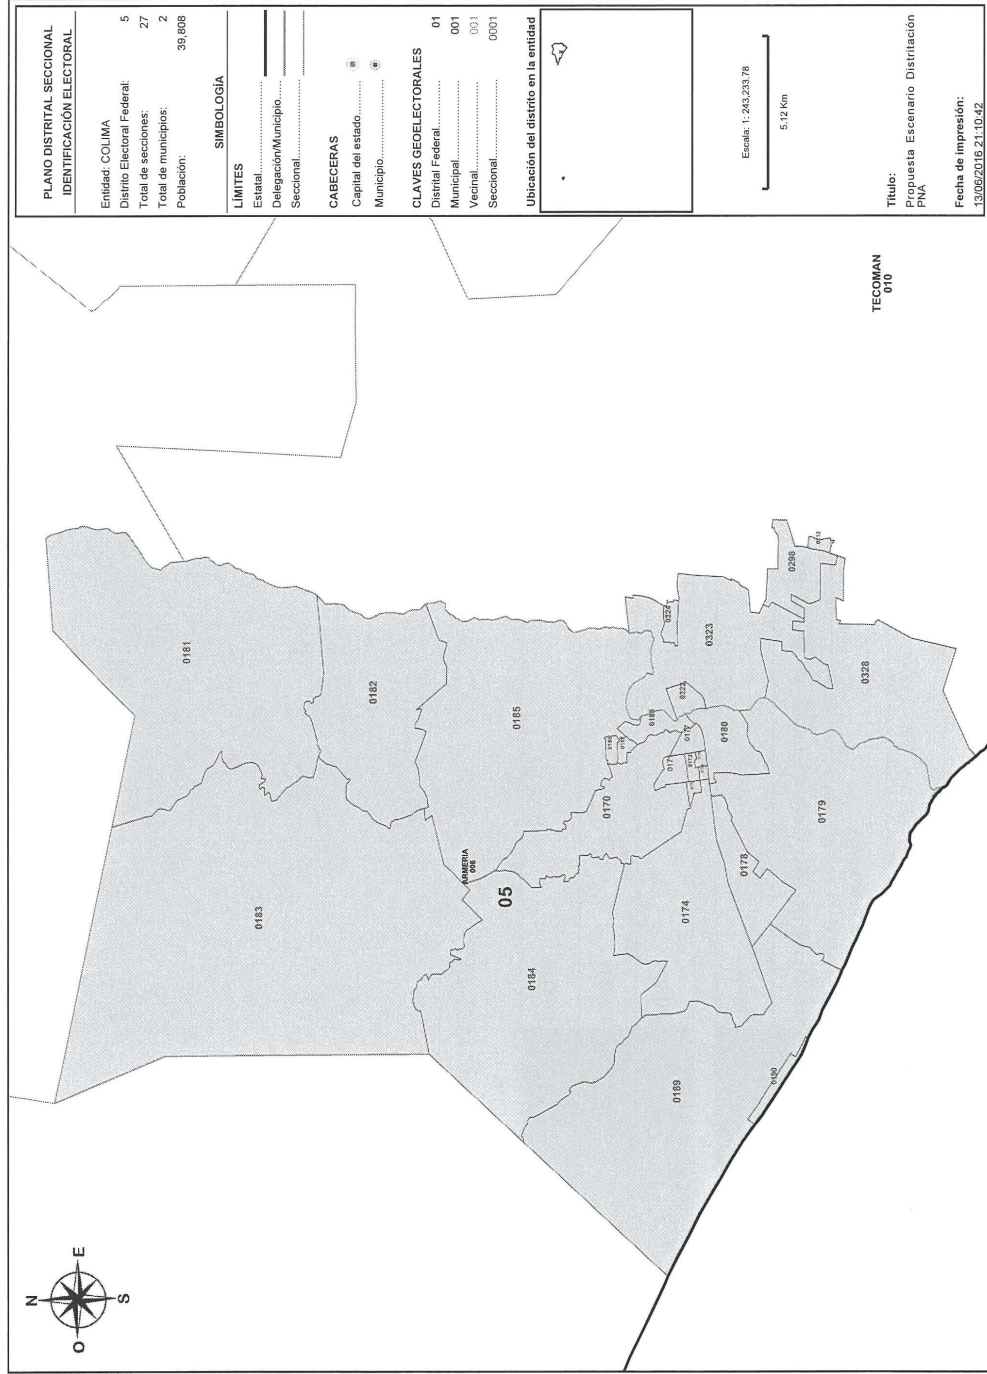 PLANO DISTRITAL SECCIONAL
IDENTIFICACIÓN ELECTORAL
Entidad: COLIMA
Distrito Electoral Federal: 5
Total de secciones: 27
Total de municipios: 2
Población: 39,808
SIMBOLOGÍA
LÍMITES
Estatal
Delegación/Municipio
Seccional
CABECERAS
Capital del estado
Municipio
CLAVES GEOELECTORALES
Distrital Federal 01
Municipal 001
Vecinal 001
Seccional 0001
Ubicación del distrito en la entidad
Escala: 1: 243,233.78
5.12 Km
Título:
Propuesta Escenario Distritación
PNA
Fecha de impresión:
13/06/2016 21:10:42
N
O
E
S
0181
0182
0183
0185
ARMERIA
006
05
0184
0170
0174
0189
0190
0178
0179
0180
0322
0324
0323
0298
0328
TECOMAN
010